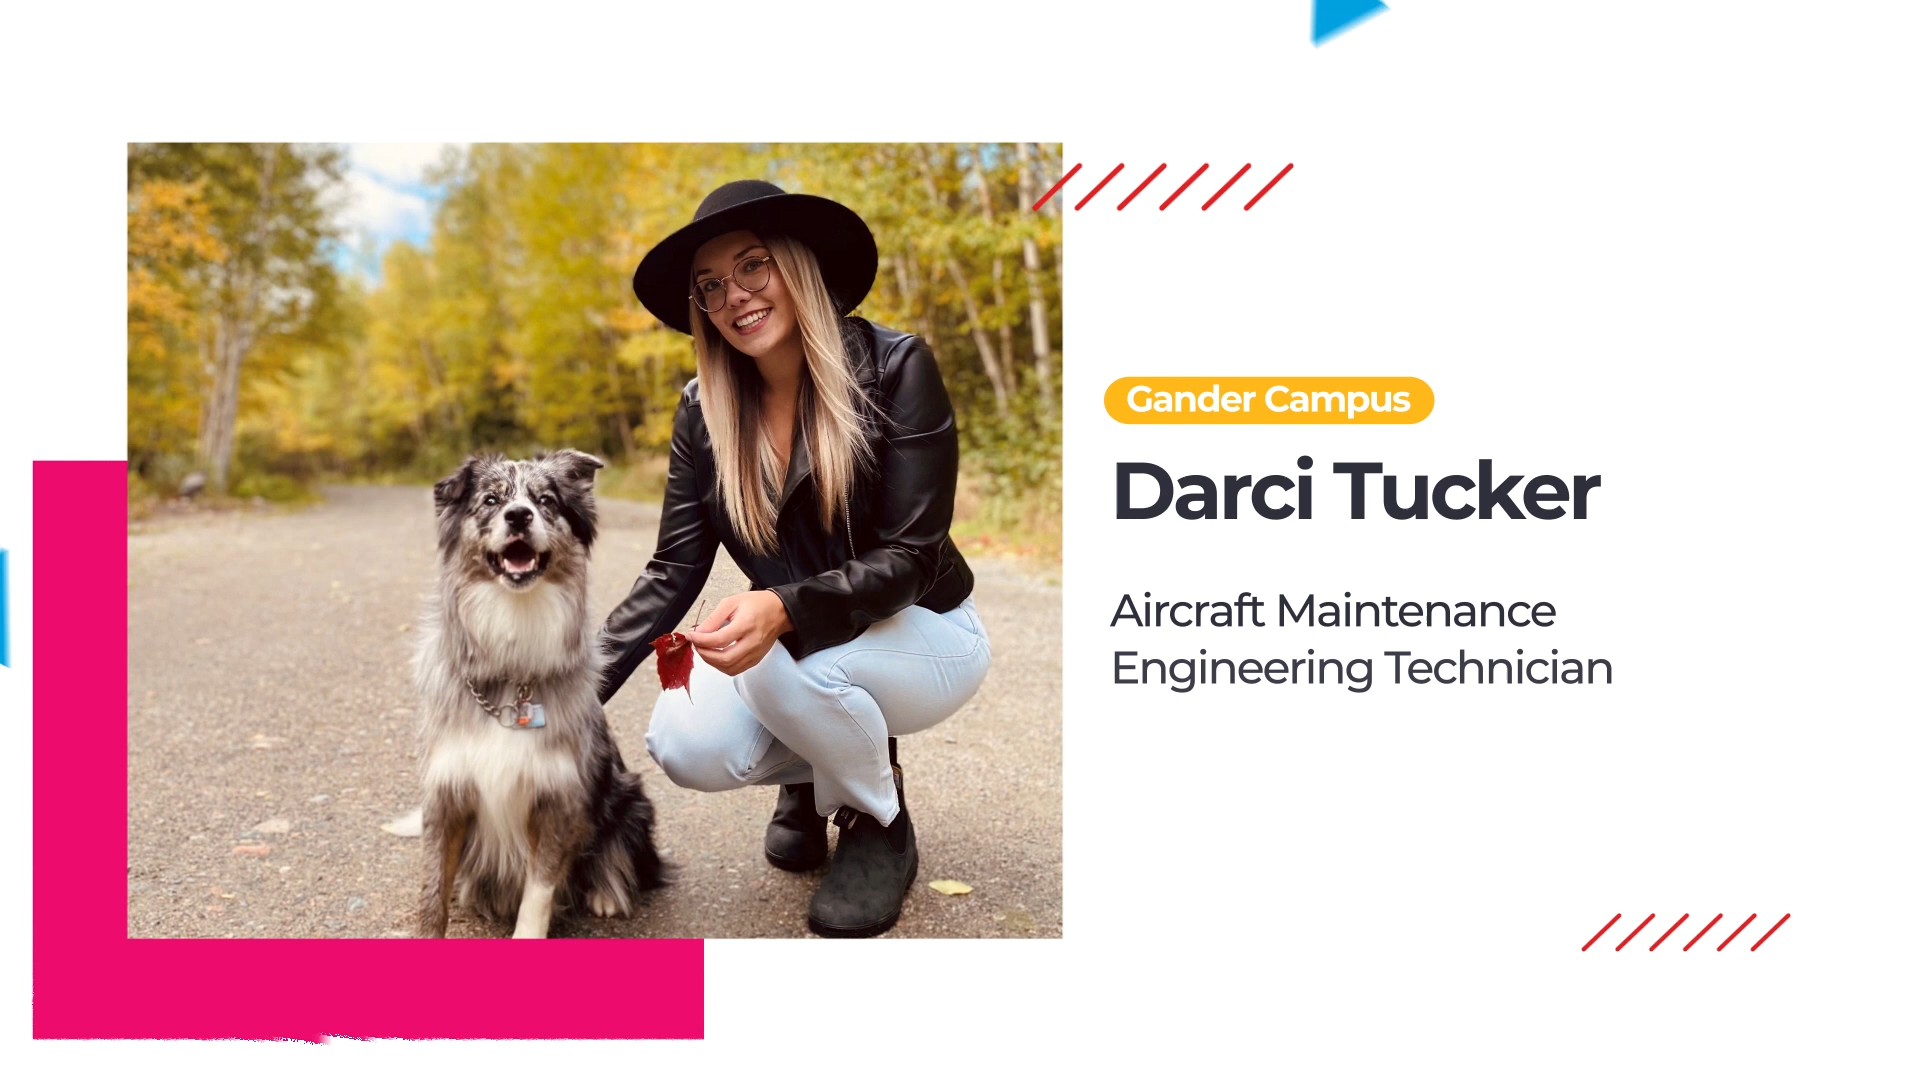 Gander Campus
Darci Tucker
Aircraft Maintenance
Engineering Technician